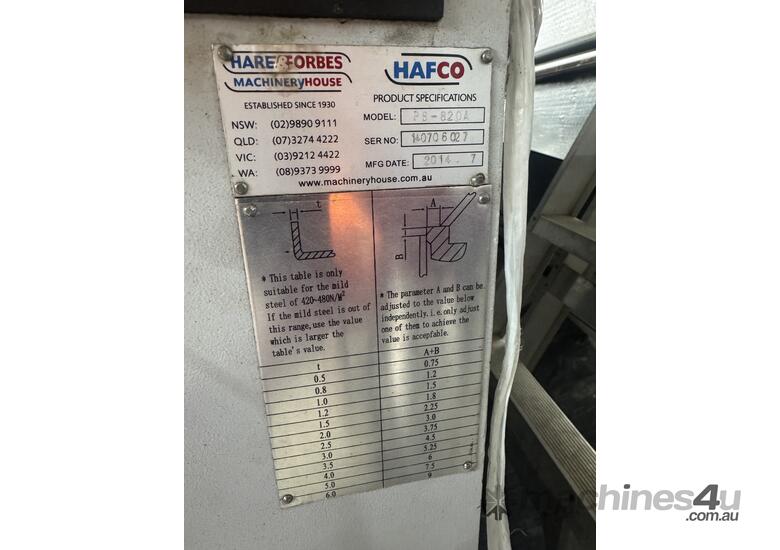 HARE & FORBES
MACHINERYHOUSE
HAFCO
ESTABLISHED SINCE 1930
PRODUCT SPECIFICATIONS
NSW: (02)9890 9111
QLD: (07)3274 4222
VIC: (03)9212 4422
WA: (08)9373 9999
MODEL: PS-820A
SER NO: 140706027
MFG DATE: 2014.7
www.machineryhouse.com.au
t
* This table is only
suitable for the mild
steel of 420~480N/M²
If the mild steel is out of
this range, use the value
which is larger the
table's value.
t
0.5
0.8
1.0
1.2
1.5
2.0
2.5
3.0
3.5
4.0
5.0
6.0
A
B
* The parameter A and B can be
adjusted to the value below
independently. i.e. only adjust
one of them to achieve the
value is accepfable.
A+B
0.75
1.2
1.5
1.8
2.25
3.0
3.75
4.5
5.25
6
7.5
9
machines4u
.com.au